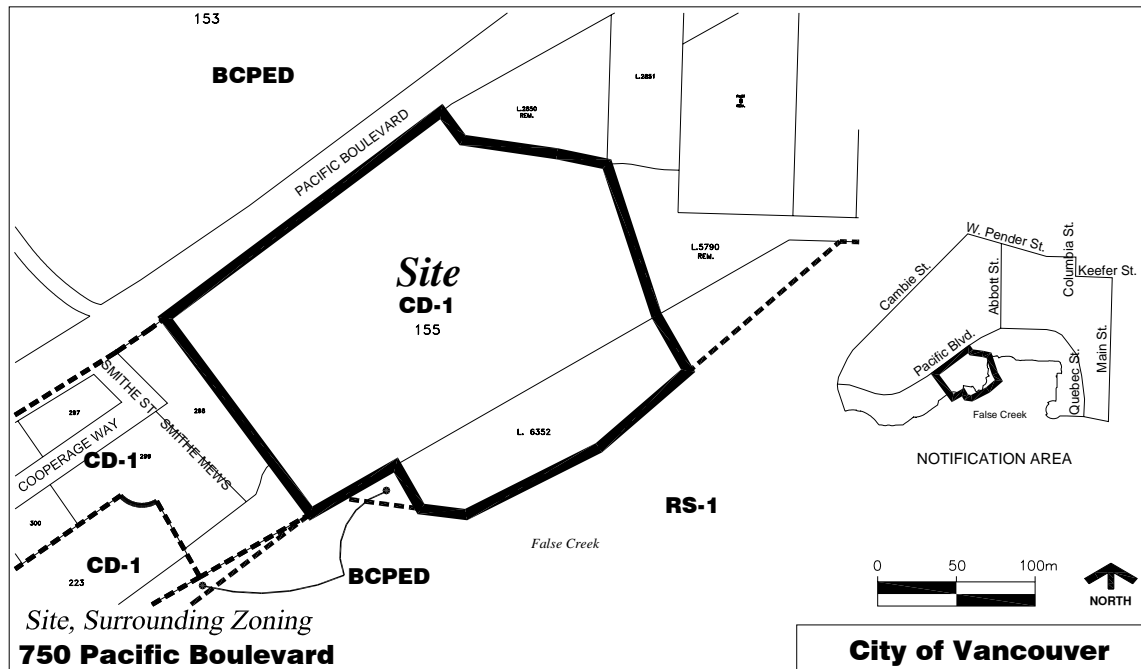 153
BCPED
PACIFIC BOULEVARD
L.2850
REM.
L.2851
Site
CD-1
155
L.5790
REM.
SMITHE ST.
SMITHE MEWS
COOPERAGE WAY
297
298
CD-1
299
300
CD-1
223
L. 6352
RS-1
False Creek
BCPED
W. Pender St.
Columbia St.
Keefer St.
Abbott St.
Cambie St.
Pacific Blvd.
Main St.
Quebec St.
False Creek
NOTIFICATION AREA
0 50 100m
NORTH
Site, Surrounding Zoning
750 Pacific Boulevard
City of Vancouver